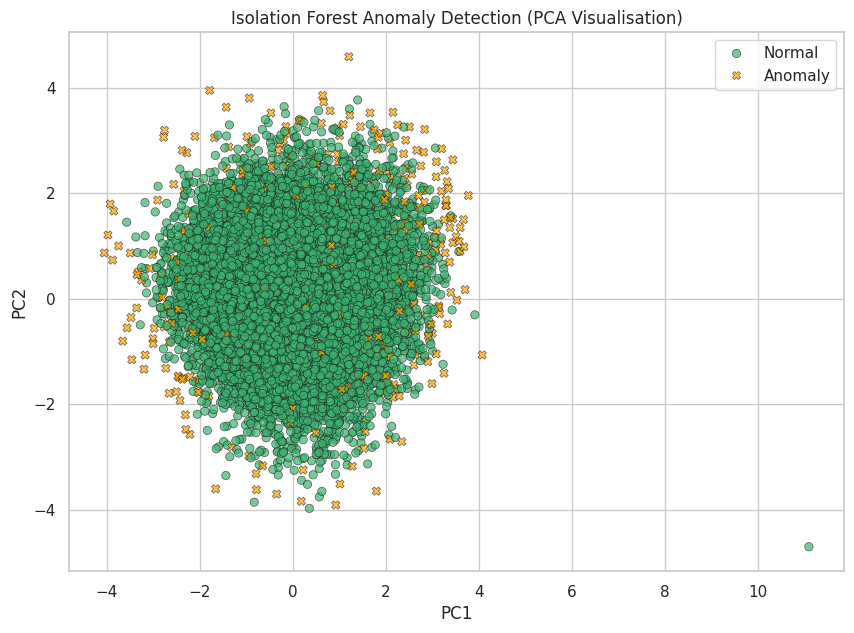 Isolation Forest Anomaly Detection (PCA Visualisation)
Normal
Anomaly
4
2
0
−2
−4
PC2
−4
−2
0
2
4
6
8
10
PC1